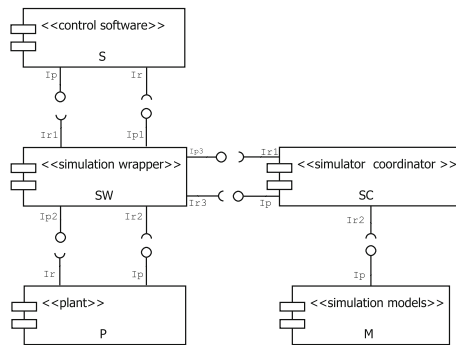 <<control software>>
S
Ip Ir
Ir1 Ip1
<<simulation wrapper>>
SW
Ip3 Ir1
Ir3 Ip
<<simulator coordinator >>
SC
Ip2 Ir2
Ir2
Ir Ip
Ip
<<plant>>
P
<<simulation models>>
M